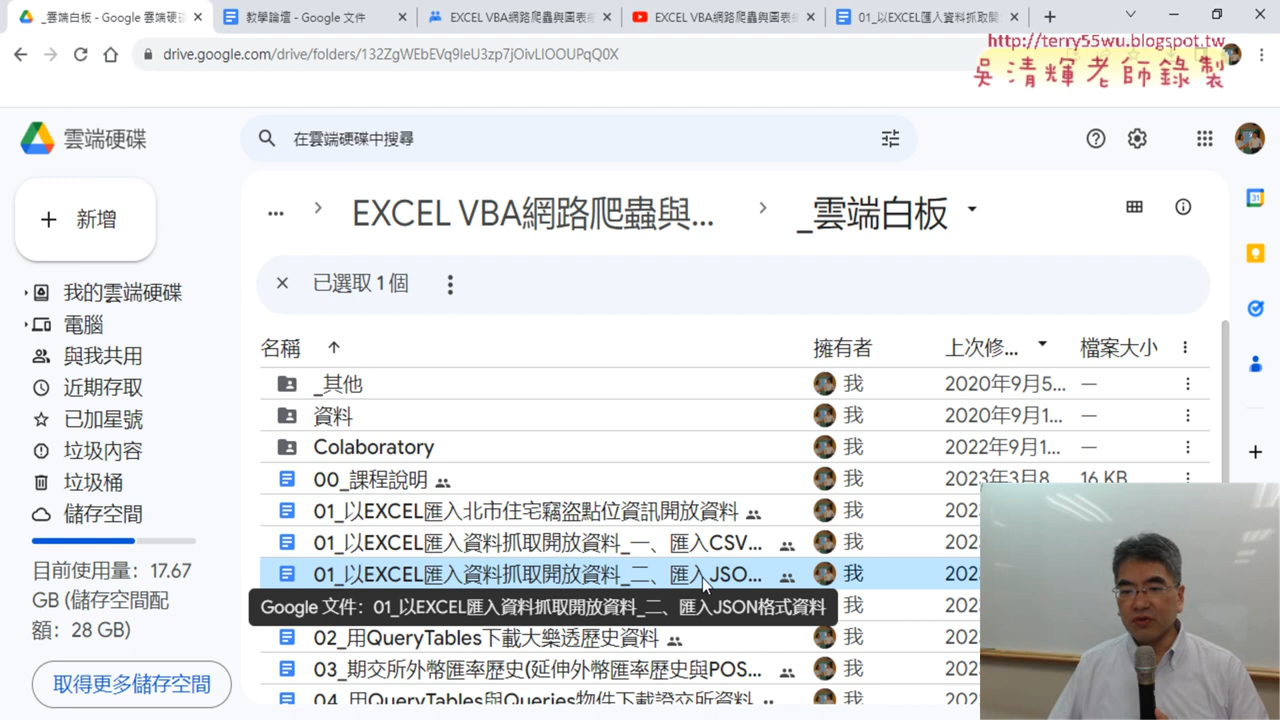 _雲端白板 - Google 雲端硬碟
教學論壇 - Google 文件
EXCEL VBA網路爬蟲與圖表
EXCEL VBA網路爬蟲與圖表
01_以EXCEL匯入資料抓取開
drive.google.com/drive/folders/132ZgWEbEVq9IeU3zp7jOivLlOOUPqQ0X
http://terry55wu.blogspot.tw
吳清輝老師錄製
雲端硬碟
在雲端硬碟中搜尋
新增
... EXCEL VBA網路爬蟲與... _雲端白板
已選取 1 個
我的雲端硬碟
電腦
與我共用
近期存取
已加星號
垃圾內容
垃圾桶
儲存空間
目前使用量：17.67
GB (儲存空間配
額：28 GB)
取得更多儲存空間
名稱 擁有者 上次修... 檔案大小
_其他 我 2020年9月5... —
資料 我 2020年9月1... —
Colaboratory 我 2022年9月1... —
00_課程說明 我 2023年3月8 16 KB
01_以EXCEL匯入北市住宅竊盜點位資訊開放資料 我 202
01_以EXCEL匯入資料抓取開放資料_一、匯入CSV... 我 202
01_以EXCEL匯入資料抓取開放資料_二、匯入JSO... 我 202
Google 文件：01_以EXCEL匯入資料抓取開放資料_二、匯入JSON格式資料 我 202
02_用QueryTables下載大樂透歷史資料 我 202
03_期交所外幣匯率歷史(延伸外幣匯率歷史與POS... 我 202
04_用QueryTables與Queries物件下載證交所資料 我 202
31